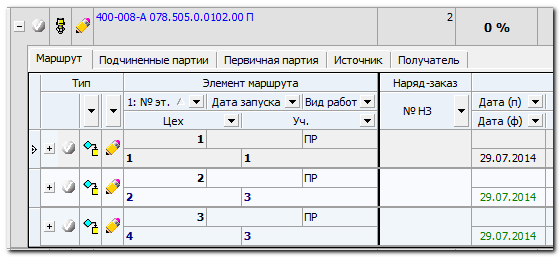 400-008-А 078.505.0.0102.00 П 2 0 %
Маршрут Подчиненные партии Первичная партия Источник Получатель
Тип Элемент маршрута Наряд-заказ
1: № эт. Дата запуска Вид работ № НЗ Дата (п)
Цех Уч. Дата (ф)
1 ПР
1 1 29.07.2014
2 ПР
2 3 29.07.2014
3 ПР
4 3 29.07.2014